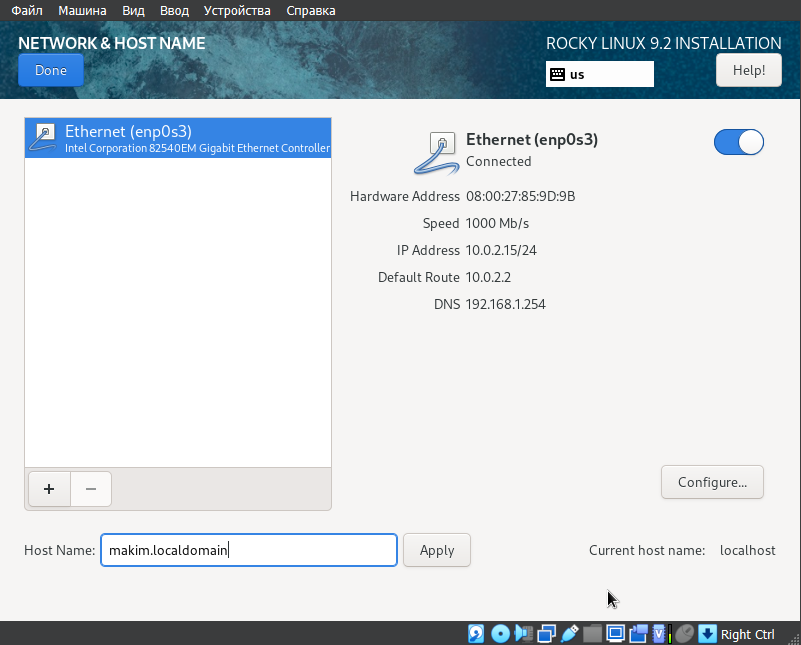 Файл Машина Вид Ввод Устройства Справка
NETWORK & HOST NAME
ROCKY LINUX 9.2 INSTALLATION
Done
us
Help!
Ethernet (enp0s3)
Intel Corporation 82540EM Gigabit Ethernet Controller
Ethernet (enp0s3)
Connected
Hardware Address 08:00:27:85:9D:9B
Speed 1000 Mb/s
IP Address 10.0.2.15/24
Default Route 10.0.2.2
DNS 192.168.1.254
+ −
Configure...
Host Name: makim.localdomain Apply Current host name: localhost
Right Ctrl